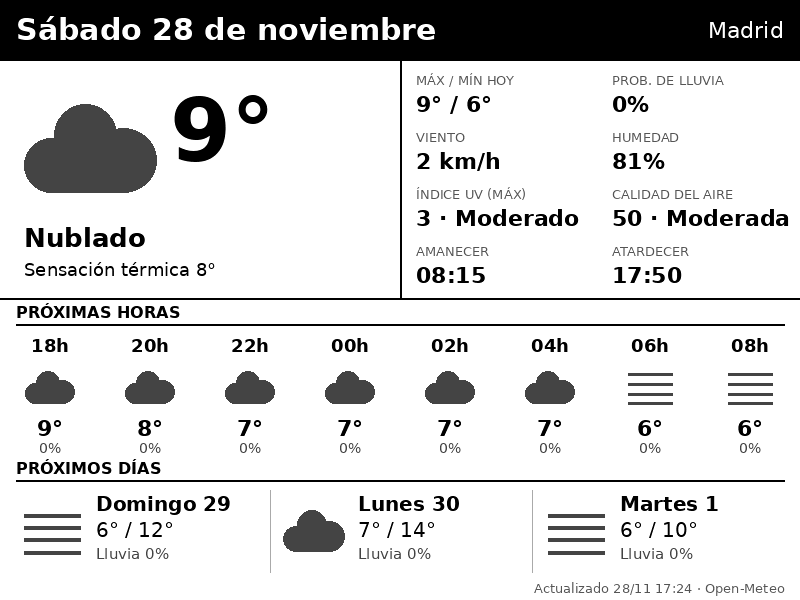 Sábado 28 de noviembre
Madrid
9°
Nublado
Sensación térmica 8°
MÁX / MÍN HOY
9° / 6°
PROB. DE LLUVIA
0%
VIENTO
2 km/h
HUMEDAD
81%
ÍNDICE UV (MÁX)
3 · Moderado
CALIDAD DEL AIRE
50 · Moderada
AMANECER
08:15
ATARDECER
17:50
PRÓXIMAS HORAS
18h 20h 22h 00h 02h 04h 06h 08h
9° 8° 7° 7° 7° 7° 6° 6°
0% 0% 0% 0% 0% 0% 0% 0%
PRÓXIMOS DÍAS
Domingo 29
6° / 12°
Lluvia 0%
Lunes 30
7° / 14°
Lluvia 0%
Martes 1
6° / 10°
Lluvia 0%
Actualizado 28/11 17:24 · Open-Meteo